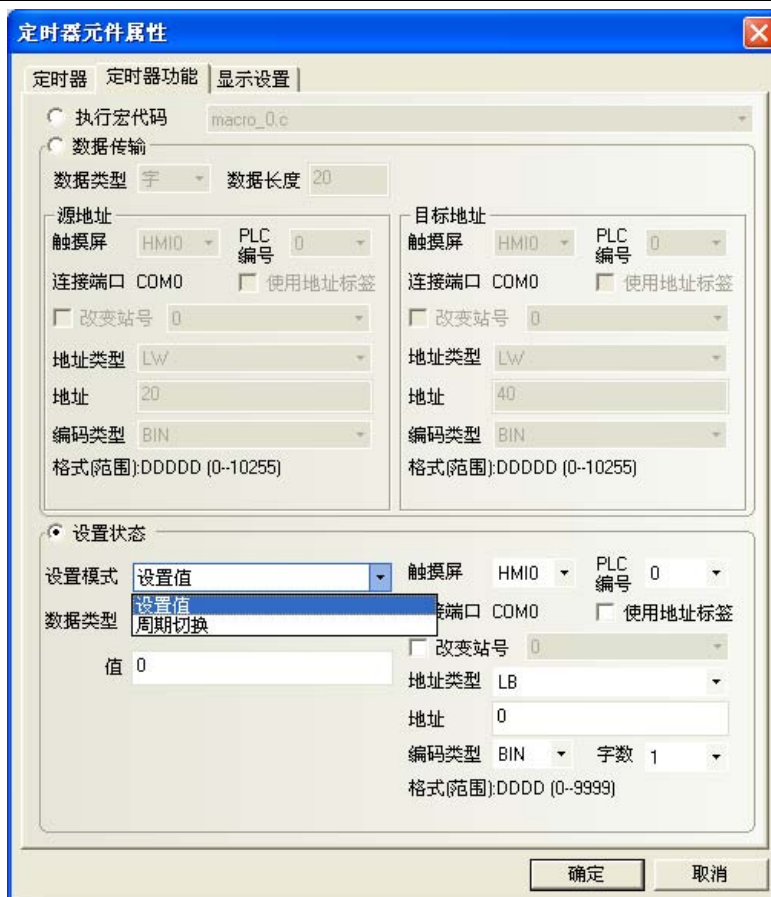 定时器元件属性
定时器 定时器功能 显示设置
执行宏代码 macro_0.c
数据传输
数据类型 字 数据长度 20
源地址
触摸屏 HMI0 PLC编号 0
连接端口 COM0 使用地址标签
改变站号 0
地址类型 LW
地址 20
编码类型 BIN
格式(范围):DDDDD (0--10255)
目标地址
触摸屏 HMI0 PLC编号 0
连接端口 COM0 使用地址标签
改变站号 0
地址类型 LW
地址 40
编码类型 BIN
格式(范围):DDDDD (0--10255)
设置状态
设置模式 设置值
设置值
周期切换
数据类型
值 0
触摸屏 HMI0 PLC编号 0
端口 COM0 使用地址标签
改变站号 0
地址类型 LB
地址 0
编码类型 BIN 字数 1
格式(范围):DDDD (0--9999)
确定 取消